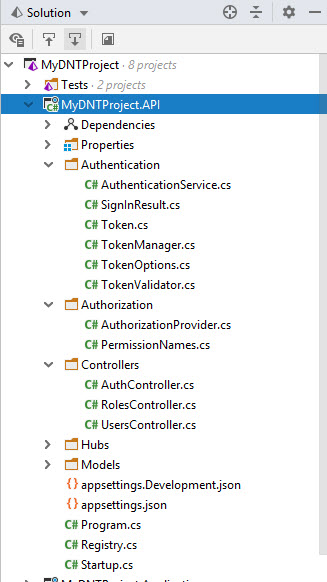 Solution
MyDNTProject · 8 projects
Tests · 2 projects
MyDNTProject.API
Dependencies
Properties
Authentication
C# AuthenticationService.cs
C# SignInResult.cs
C# Token.cs
C# TokenManager.cs
C# TokenOptions.cs
C# TokenValidator.cs
Authorization
C# AuthorizationProvider.cs
C# PermissionNames.cs
Controllers
C# AuthController.cs
C# RolesController.cs
C# UsersController.cs
Hubs
Models
appsettings.Development.json
appsettings.json
C# Program.cs
C# Registry.cs
C# Startup.cs